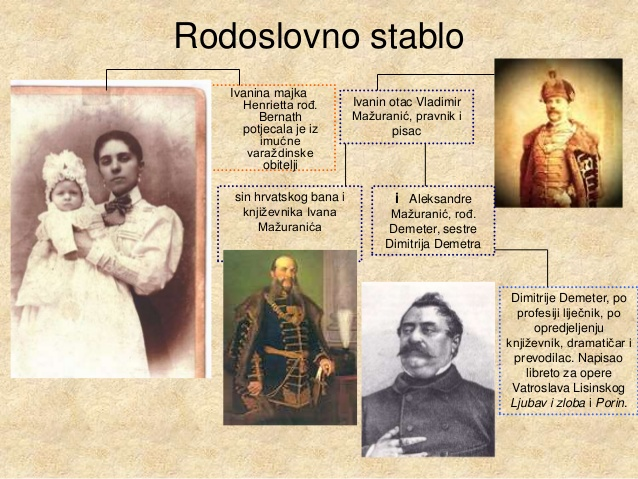 Rodoslovno stablo
Ivanina majka
Henrietta rođ.
Bernath
potjecala je iz
imućne
varaždinske
obitelji
Ivanin otac Vladimir
Mažuranić, pravnik i
pisac
sin hrvatskog bana i
književnika Ivana
Mažuranića
i Aleksandre
Mažuranić, rođ.
Demeter, sestre
Dimitrija Demetra
Dimitrije Demeter, po
profesiji liječnik, po
opredjeljenju
književnik, dramatičar i
prevodilac. Napisao
libreto za opere
Vatroslava Lisinskog
Ljubav i zloba i Porin.